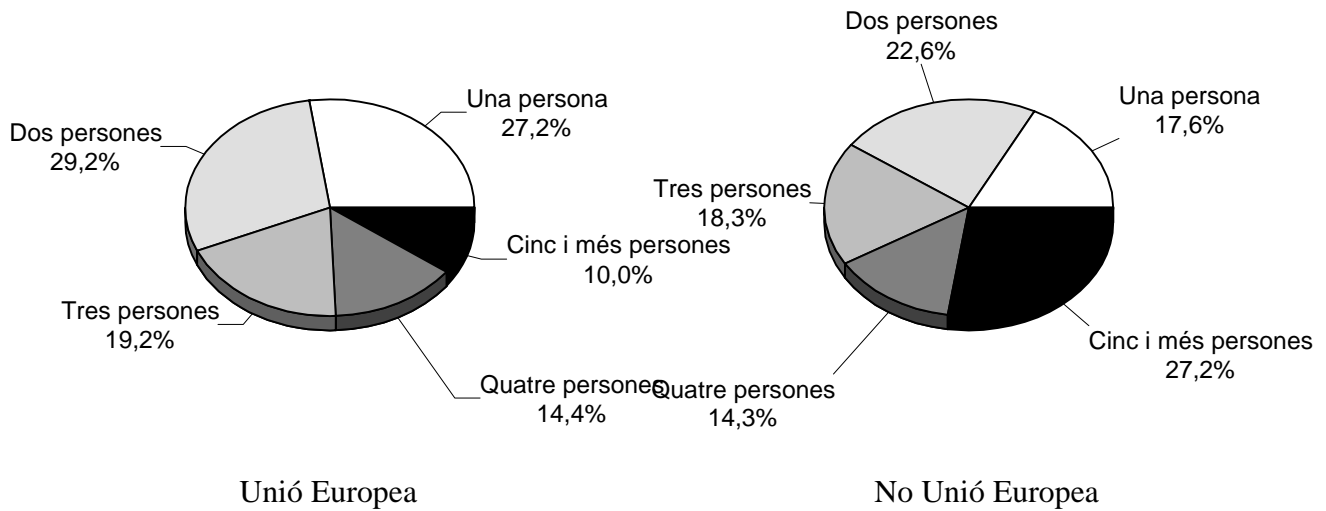 Una persona
27,2%
Dos persones
29,2%
Cinc i més persones
10,0%
Tres persones
19,2%
Quatre persones
14,4%
Unió Europea
Dos persones
22,6%
Una persona
17,6%
Tres persones
18,3%
Cinc i més persones
27,2%
Quatre persones
14,3%
No Unió Europea